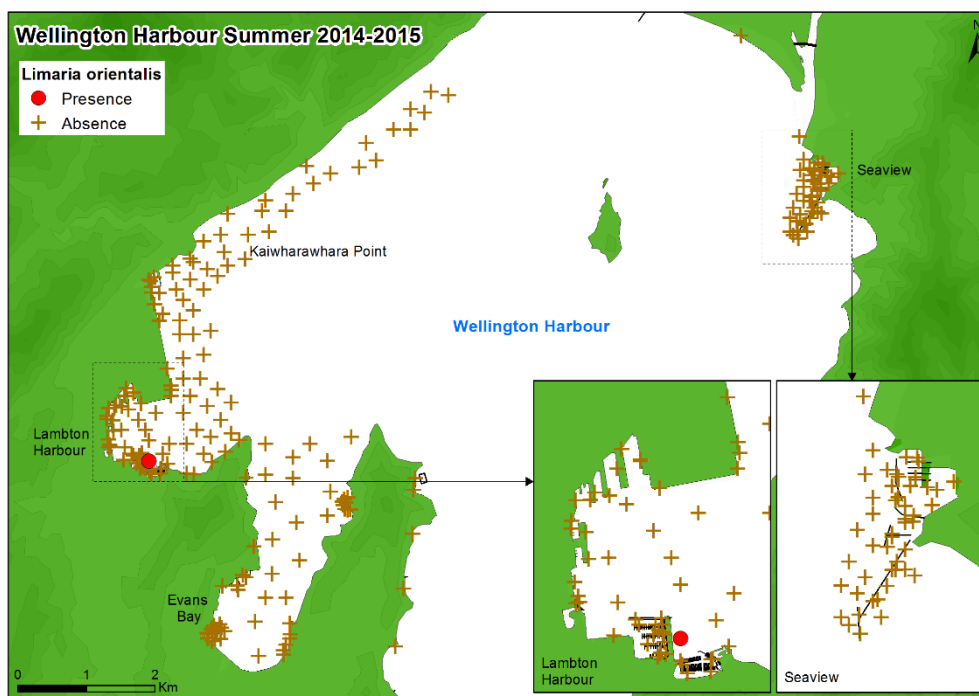 Wellington Harbour Summer 2014-2015
N
Limaria orientalis
Presence
Absence
Seaview
Kaiwharawhara Point
Wellington Harbour
Lambton
Harbour
Evans
Bay
0 1 2
Km
Lambton
Harbour
Seaview